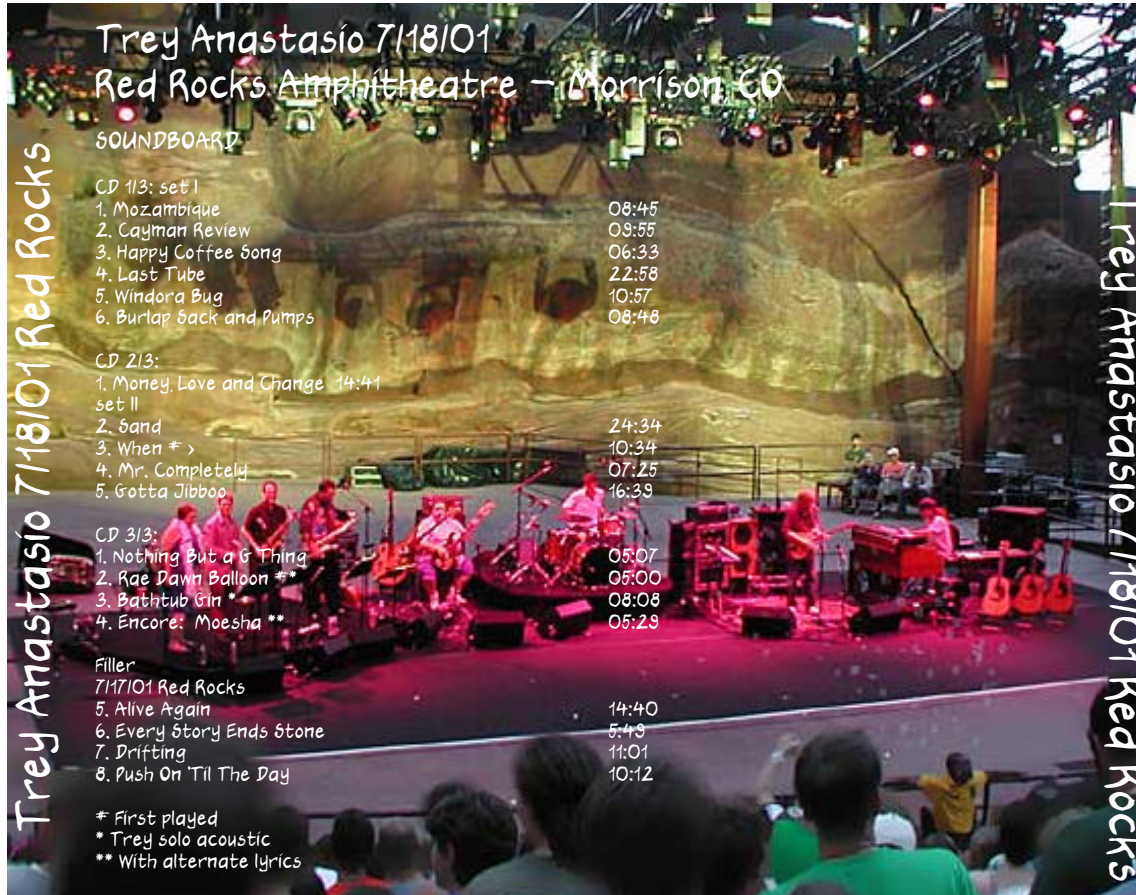 Trey Anastasio 7/18/01
Red Rocks Amphitheatre – Morrison, CO
SOUNDBOARD
CD 1/3: set I
1. Mozambique 08:45
2. Cayman Review 09:55
3. Happy Coffee Song 06:33
4. Last Tube 22:58
5. Windora Bug 10:57
6. Burlap Sack and Pumps 08:48
CD 2/3:
1. Money, Love and Change 14:41
set II
2. Sand 24:34
3. When # > 10:34
4. Mr. Completely 07:25
5. Gotta Jibboo 16:39
CD 3/3:
1. Nothing But a G Thing 05:07
2. Rae Dawn Balloon #* 05:00
3. Bathtub Gin * 08:08
4. Encore: Moesha ** 05:29
Filler
7/17/01 Red Rocks
5. Alive Again 14:40
6. Every Story Ends Stone 5:49
7. Drifting 11:01
8. Push On 'Til The Day 10:12
# First played
* Trey solo acoustic
** With alternate lyrics
Trey Anastasio 7/18/01 Red Rocks
Trey Anastasio 7/18/01 Red Rocks